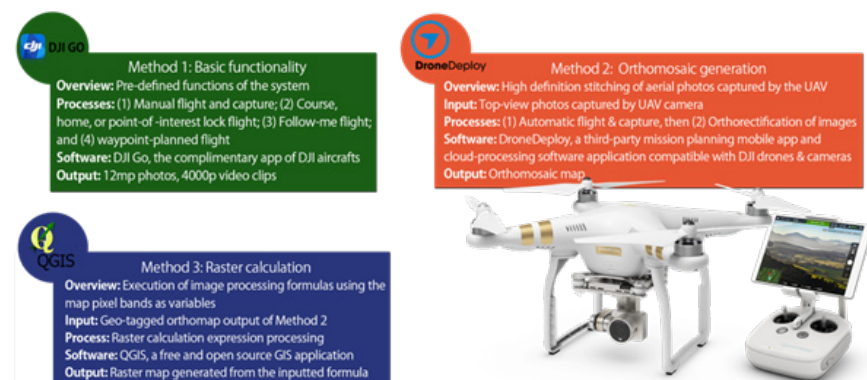 dji DJI GO
Method 1: Basic functionality
Overview: Pre-defined functions of the system
Processes: (1) Manual flight and capture; (2) Course,
home, or point-of -interest lock flight; (3) Follow-me flight;
and (4) waypoint-planned flight
Software: DJI Go, the complimentary app of DJI aircrafts
Output: 12mp photos, 4000p video clips
DroneDeploy
Method 2: Orthomosaic generation
Overview: High definition stitching of aerial photos captured by the UAV
Input: Top-view photos captured by UAV camera
Processes: (1) Automatic flight & capture, then (2) Orthorectification of images
Software: DroneDeploy, a third-party mission planning mobile app and
cloud-processing software application compatible with DJI drones & cameras
Output: Orthomosaic map
QGIS
Method 3: Raster calculation
Overview: Execution of image processing formulas using the
map pixel bands as variables
Input: Geo-tagged orthomap output of Method 2
Process: Raster calculation expression processing
Software: QGIS, a free and open source GIS application
Output: Raster map generated from the inputted formula